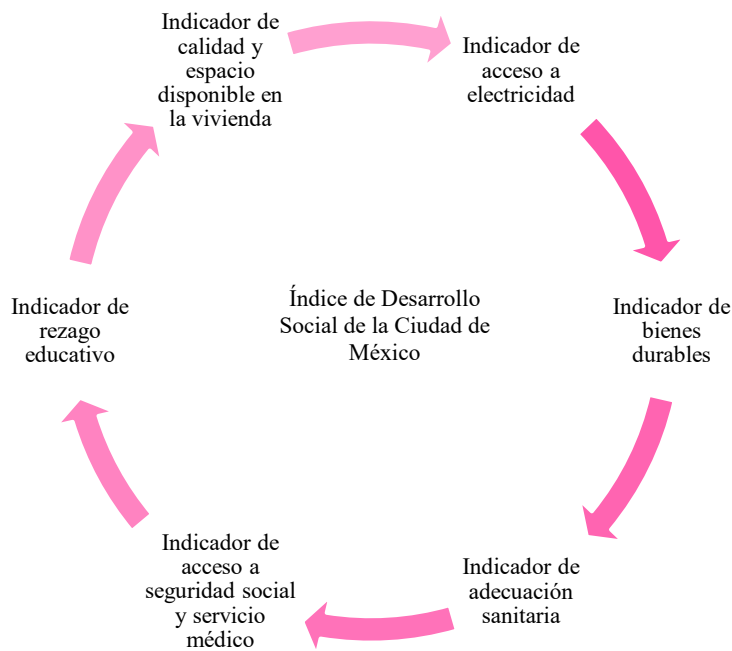 Indicador de
calidad y
espacio
disponible en
la vivienda
Indicador de
acceso a
electricidad
Indicador de
bienes
durables
Indicador de
adecuación
sanitaria
Indicador de
acceso a
seguridad social
y servicio
médico
Indicador de
rezago
educativo
Índice de Desarrollo
Social de la Ciudad de
México